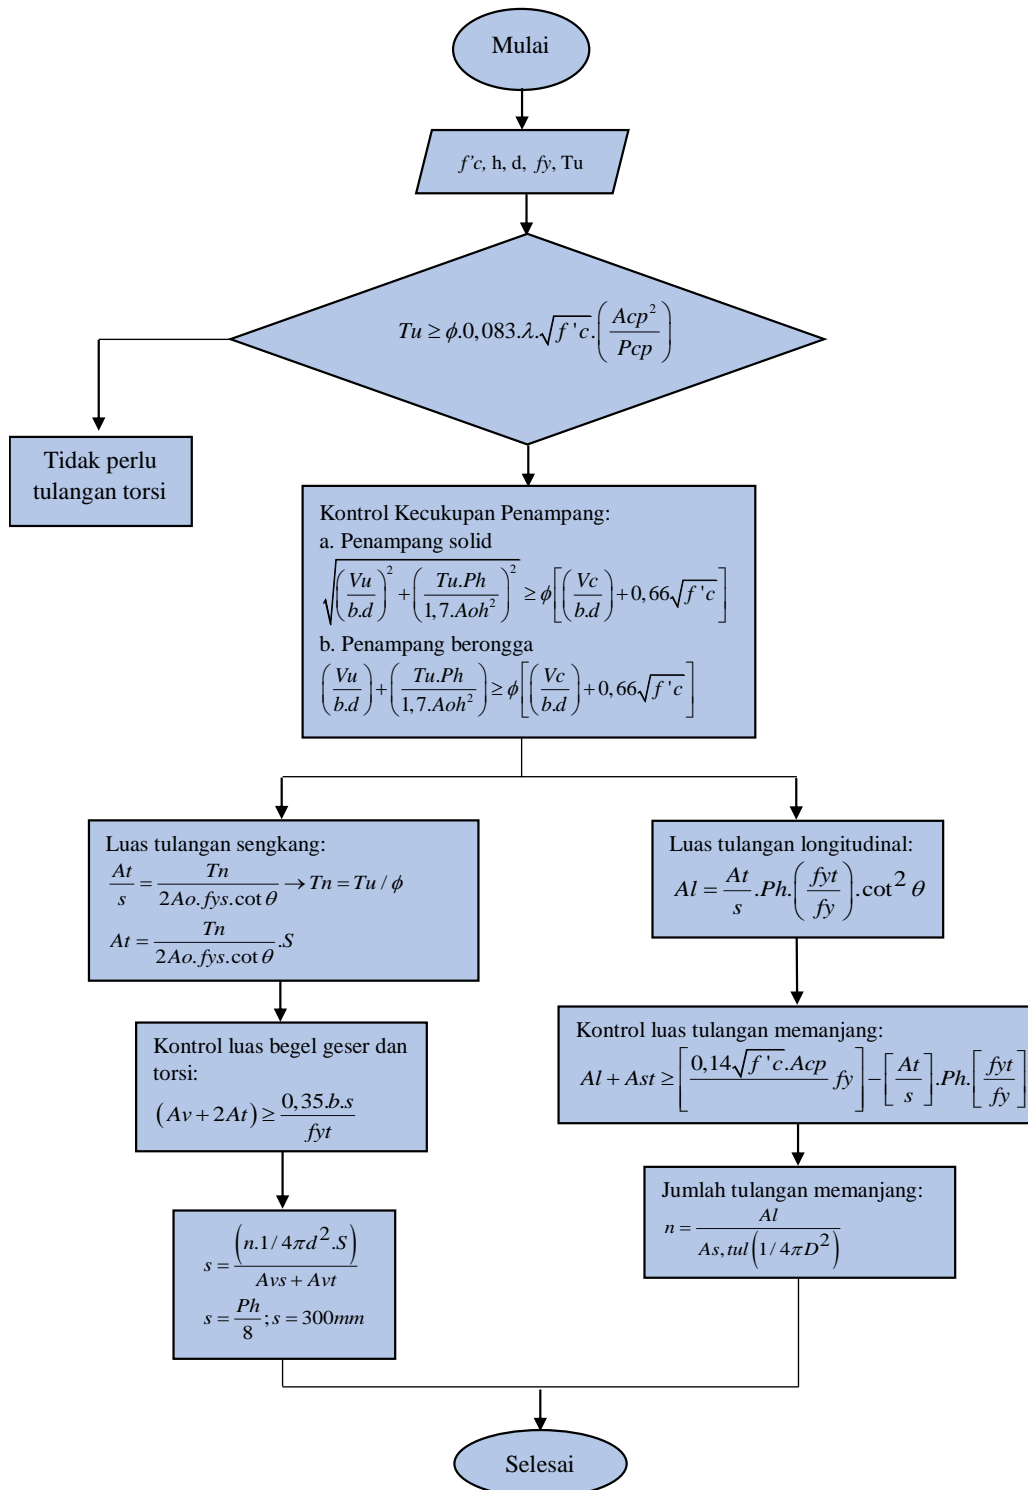 Mulai
f'c, h, d, fy, Tu
Tu ≥ ϕ.0,083.λ.√f'c.(Acp²/Pcp)
Tidak perlu
tulangan torsi
Kontrol Kecukupan Penampang:
a. Penampang solid
√((Vu/b.d)² + (Tu.Ph/1,7.Aoh²)²) ≥ ϕ[(Vc/b.d) + 0,66√f'c]
b. Penampang berongga
(Vu/b.d) + (Tu.Ph/1,7.Aoh²) ≥ ϕ[(Vc/b.d) + 0,66√f'c]
Luas tulangan sengkang:
At/s = Tn/2Ao.fys.cot θ → Tn = Tu / ϕ
At = Tn/2Ao.fys.cot θ .S
Kontrol luas begel geser dan
torsi:
(Av + 2At) ≥ 0,35.b.s/fyt
s = (n.1/4πd².S)/Avs + Avt
s = Ph/8; s = 300mm
Luas tulangan longitudinal:
Al = At/s .Ph.(fyt/fy).cot² θ
Kontrol luas tulangan memanjang:
Al + Ast ≥ [0,14√f'c.Acp/ fy] − [At/s].Ph.[fyt/fy]
Jumlah tulangan memanjang:
n = Al/As,tul(1/4πD²)
Selesai